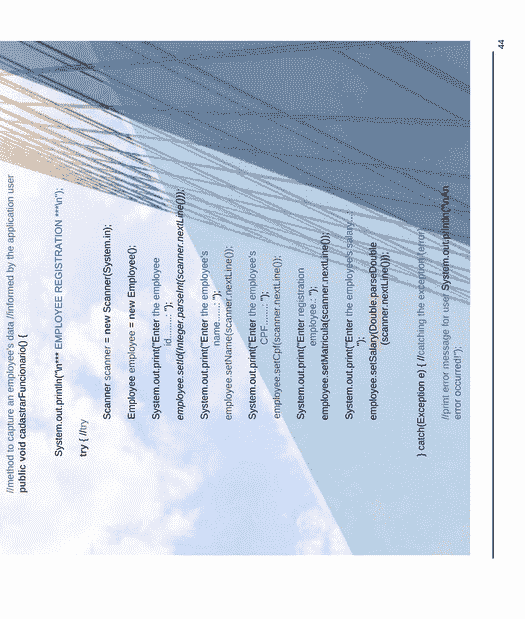 44
//method to capture an employee's data //informed by the application user
public void cadastrarFuncionario() {
System.out.println("\n*** EMPLOYEE REGISTRATION ***\n");
try { //try
Scanner scanner = new Scanner(System.in);
Employee employee = new Employee();
System.out.print("Enter the employee
id........... ");
employee.setId(Integer.parseInt(scanner.nextLine()));
System.out.print("Enter the employee's
name......: ");
employee.setName(scanner.nextLine());
System.out.print("Enter the employee's
CPF...........: ");
employee.setCpf(scanner.nextLine());
System.out.print("Enter registration
employee.: ");
employee.setMatricula(scanner.nextLine());
System.out.print("Enter the employee's salary....:
");
employee.setSalary(Double.parseDouble
(scanner.nextLine()));
} catch(Exception e) { //catching the exception (error)
//print error message for user System.out.println("\n\An
error occurred!");